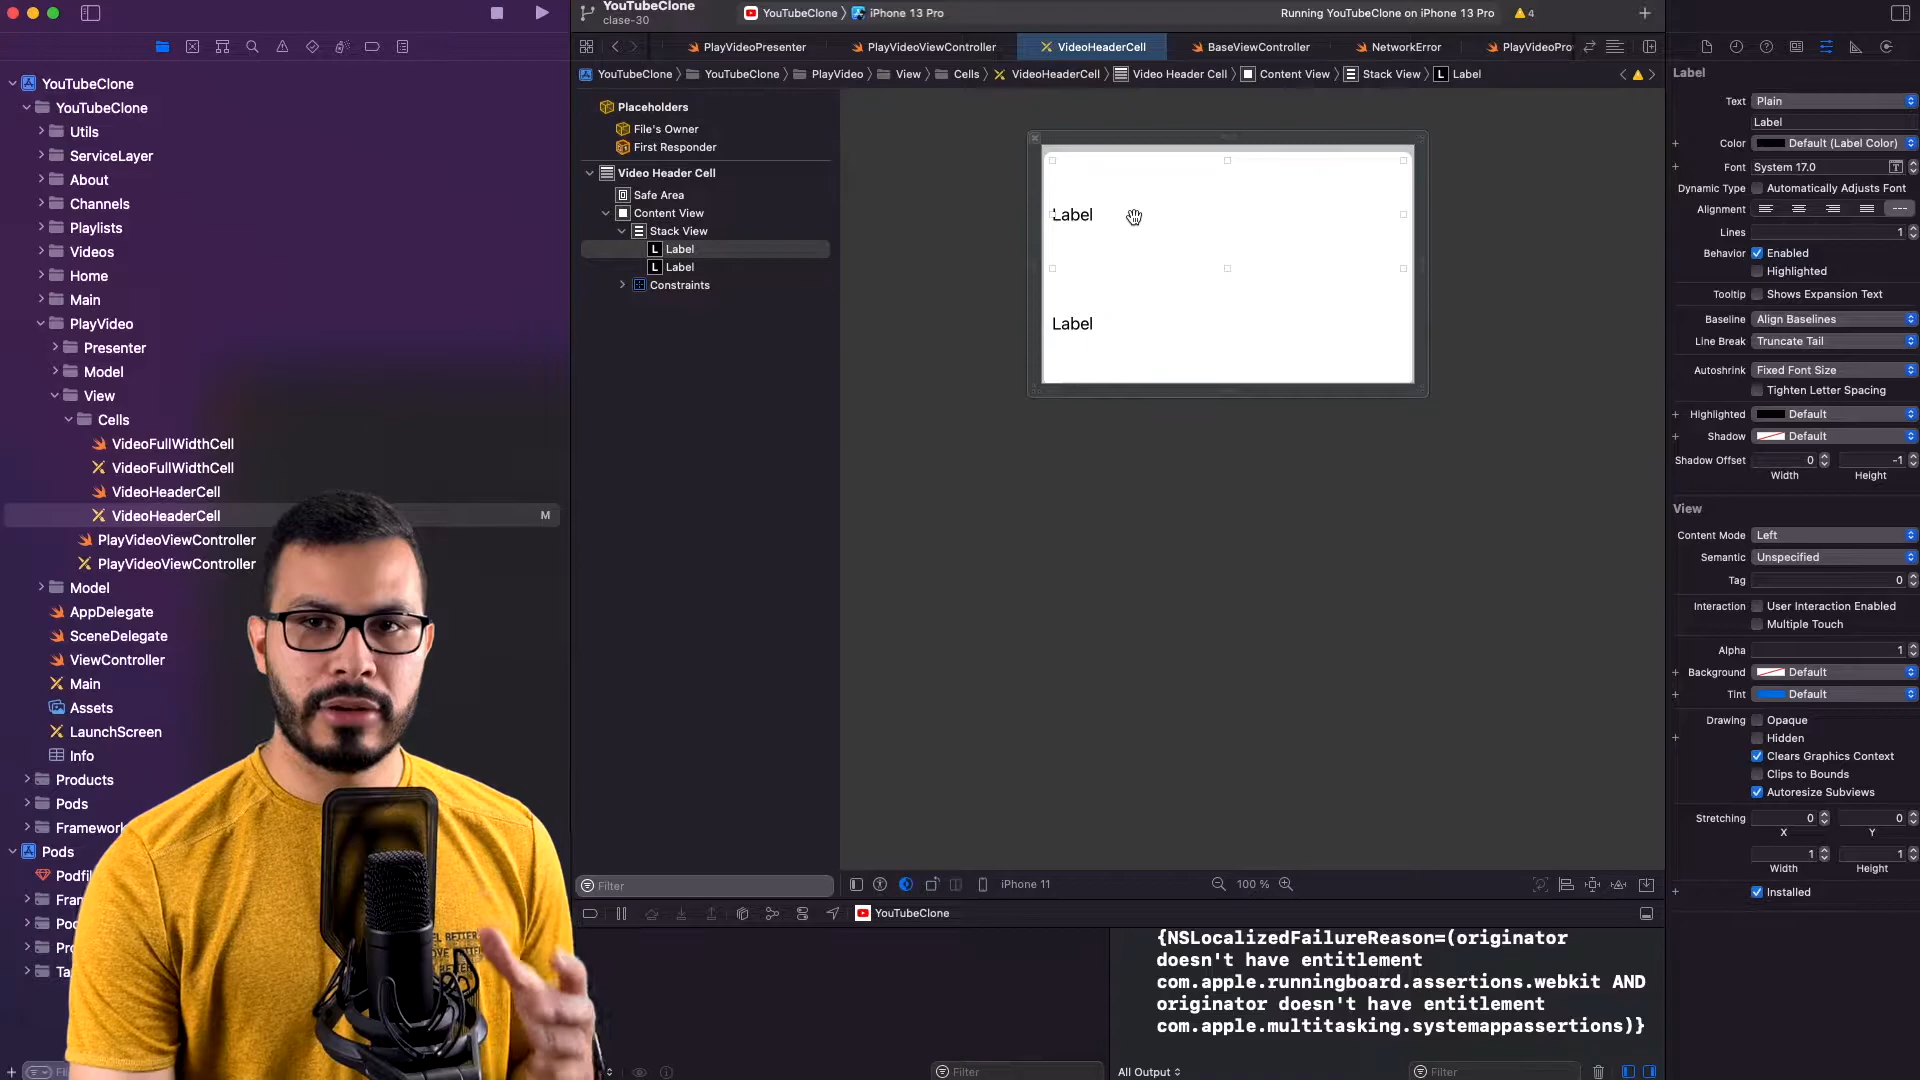 YouTubeClone
clase-30
YouTubeClone
iPhone 13 Pro
Running YouTubeClone on iPhone 13 Pro
4
PlayVideoPresenter
PlayVideoViewController
VideoHeaderCell
BaseViewController
NetworkError
PlayVideoPro
YouTubeClone
YouTubeClone
PlayVideo
View
Cells
VideoHeaderCell
Video Header Cell
Content View
Stack View
L Label
YouTubeClone
YouTubeClone
Utils
ServiceLayer
About
Channels
Playlists
Videos
Home
Main
PlayVideo
Presenter
Model
View
Cells
VideoFullWidthCell
VideoFullWidthCell
VideoHeaderCell
VideoHeaderCell M
PlayVideoViewController
PlayVideoViewController
Model
AppDelegate
SceneDelegate
ViewController
Main
Assets
LaunchScreen
Info
Products
Pods
Framework
Pods
Podfil
Fran
Poc
Pro
Ta
Placeholders
File's Owner
First Responder
Video Header Cell
Safe Area
Content View
Stack View
L Label
L Label
Constraints
Filter
Label
Label
iPhone 11
100 %
YouTubeClone
{NSLocalizedFailureReason=(originator
doesn't have entitlement
com.apple.runningboard.assertions.webkit AND
originator doesn't have entitlement
com.apple.multitasking.systemappassertions)}
Filter
All Output
Filter
Label
Text Plain
Label
Color Default (Label Color)
Font System 17.0
Dynamic Type Automatically Adjusts Font
Alignment
Lines 1
Behavior Enabled
Highlighted
Tooltip Shows Expansion Text
Baseline Align Baselines
Line Break Truncate Tail
Autoshrink Fixed Font Size
Tighten Letter Spacing
Highlighted Default
Shadow Default
Shadow Offset 0 -1
Width Height
View
Content Mode Left
Semantic Unspecified
Tag 0
Interaction User Interaction Enabled
Multiple Touch
Alpha 1
Background Default
Tint Default
Drawing Opaque
Hidden
Clears Graphics Context
Clips to Bounds
Autoresize Subviews
Stretching 0 0
X Y
1 1
Width Height
Installed